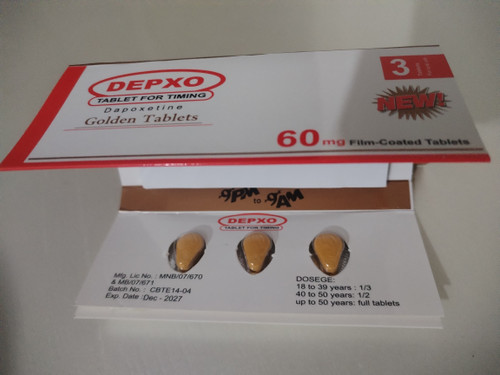 DEPXO
TABLET FOR TIMING
Dapoxetine
Golden Tablets
3
NEW!
60 mg Film-Coated Tablets
9PM to 9AM
DEPXO
TABLET FOR TIMING
Mfg. Lic No. : MNB/07/670
& MB/07/671
Batch No. : CBTE14-04
Exp. Date :Dec - 2027
DOSEGE:
18 to 39 years : 1/3
40 to 50 years: 1/2
up to 50 years: full tablets